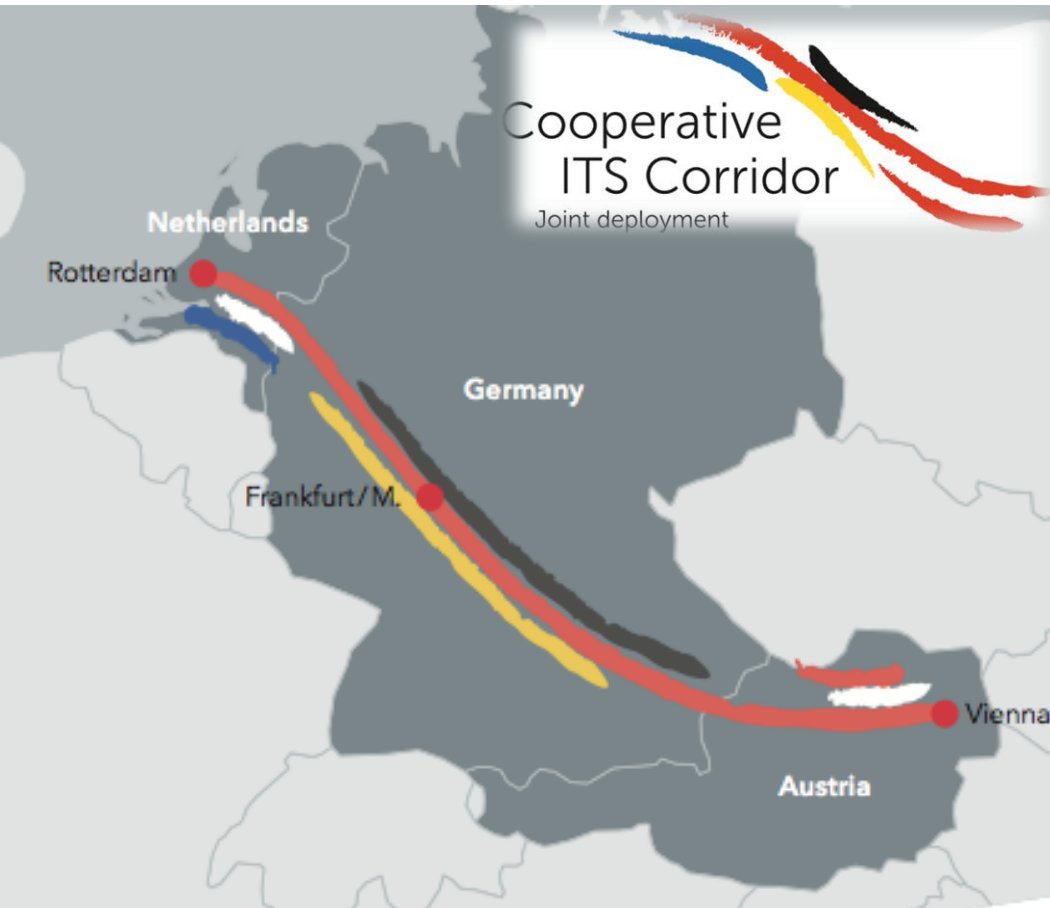 Cooperative
ITS Corridor
Joint deployment
Netherlands
Rotterdam
Germany
Frankfurt/M.
Vienna
Austria